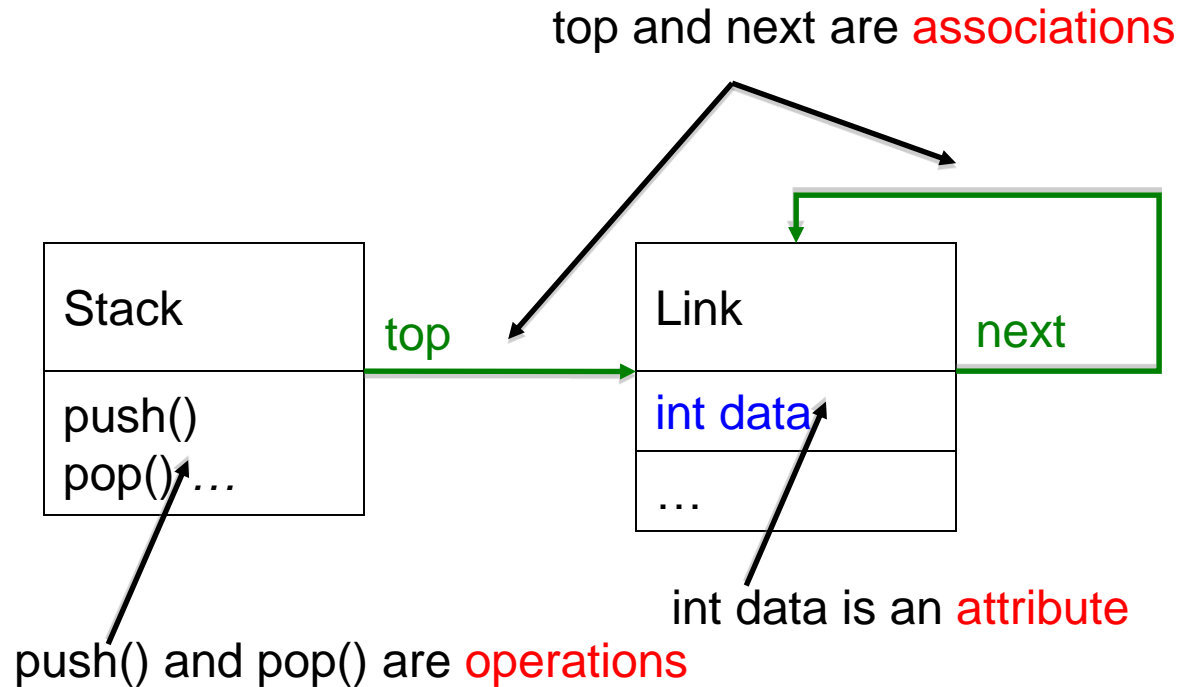 top and next are associations
Stack
top
Link
next
push()
pop() …
int data
…
int data is an attribute
push() and pop() are operations